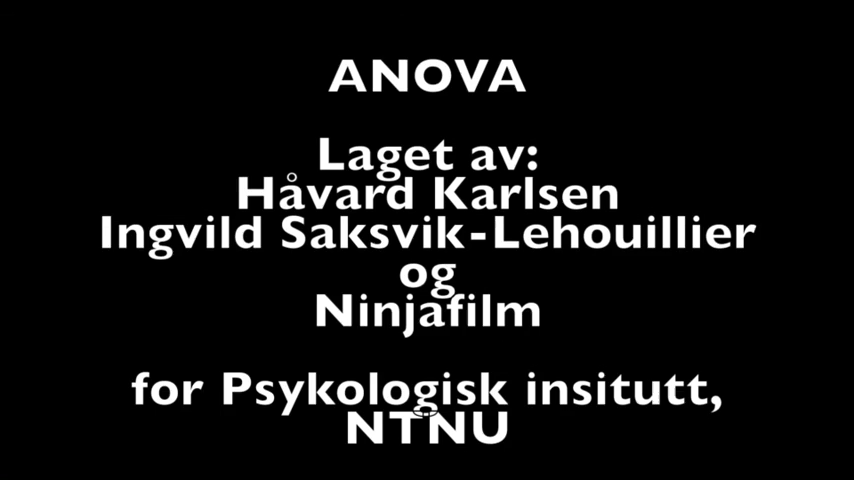 ANOVA
Laget av:
Håvard Karlsen
Ingvild Saksvik-Lehouillier
og
Ninjafilm
for Psykologisk insitutt,
NTNU